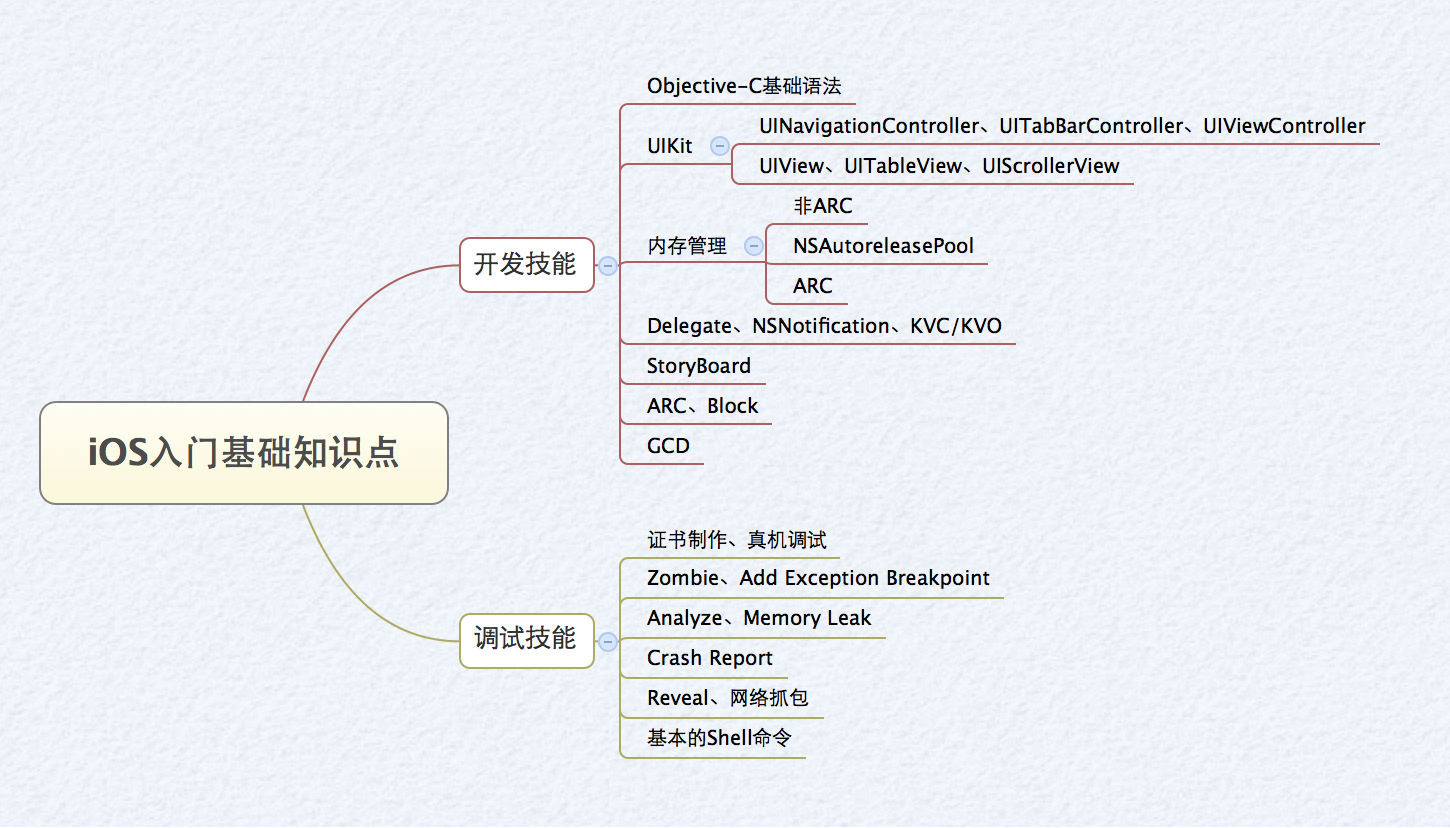 iOS入门基础知识点
开发技能
Objective-C基础语法
UIKit
UINavigationController、UITabBarController、UIViewController
UIView、UITableView、UIScrollerView
内存管理
非ARC
NSAutoreleasePool
ARC
Delegate、NSNotification、KVC/KVO
StoryBoard
ARC、Block
GCD
调试技能
证书制作、真机调试
Zombie、Add Exception Breakpoint
Analyze、Memory Leak
Crash Report
Reveal、网络抓包
基本的Shell命令